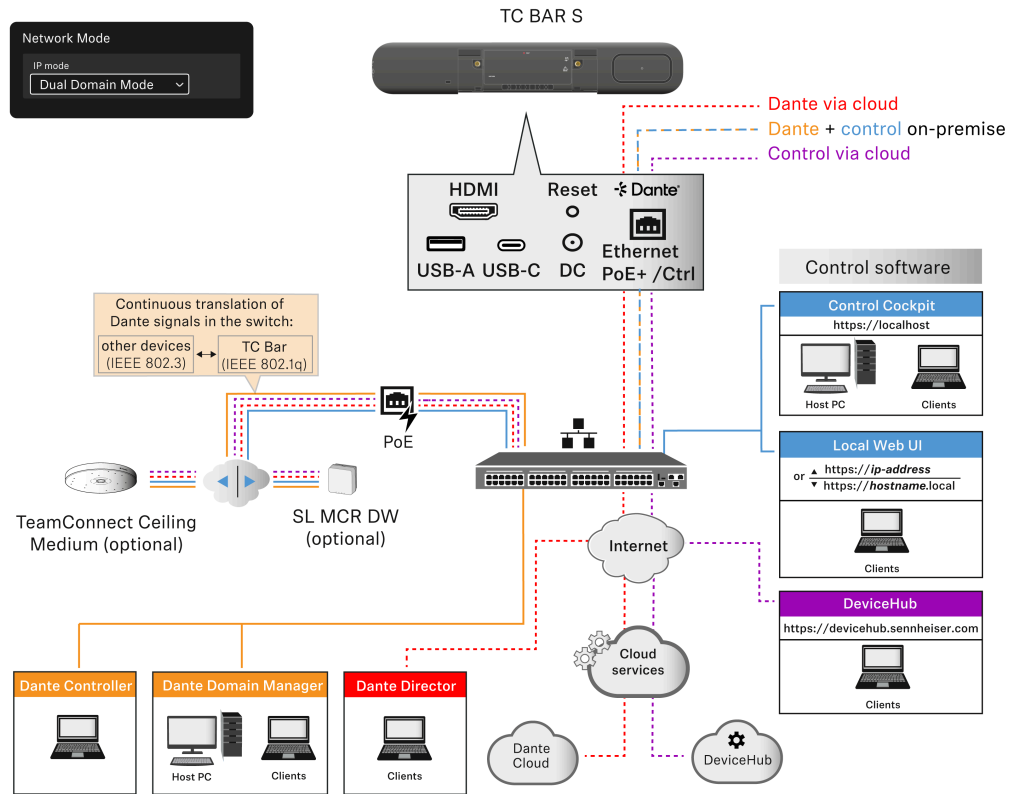 TC BAR S
Network Mode
IP mode
Dual Domain Mode
Dante via cloud
Dante + control on-premise
Control via cloud
HDMI
Reset
Dante
USB-A
USB-C
DC
Ethernet
PoE+ /Ctrl
Control software
Control Cockpit
https://localhost
Host PC
Clients
Continuous translation of
Dante signals in the switch:
other devices
(IEEE 802.3)
TC Bar
(IEEE 802.1q)
PoE
Local Web UI
or
https://ip-address
https://hostname.local
Clients
TeamConnect Ceiling
Medium (optional)
SL MCR DW
(optional)
Internet
DeviceHub
https://devicehub.sennheiser.com
Clients
Cloud
services
Dante Controller
Dante Domain Manager
Host PC
Clients
Dante Director
Clients
Dante
Cloud
DeviceHub